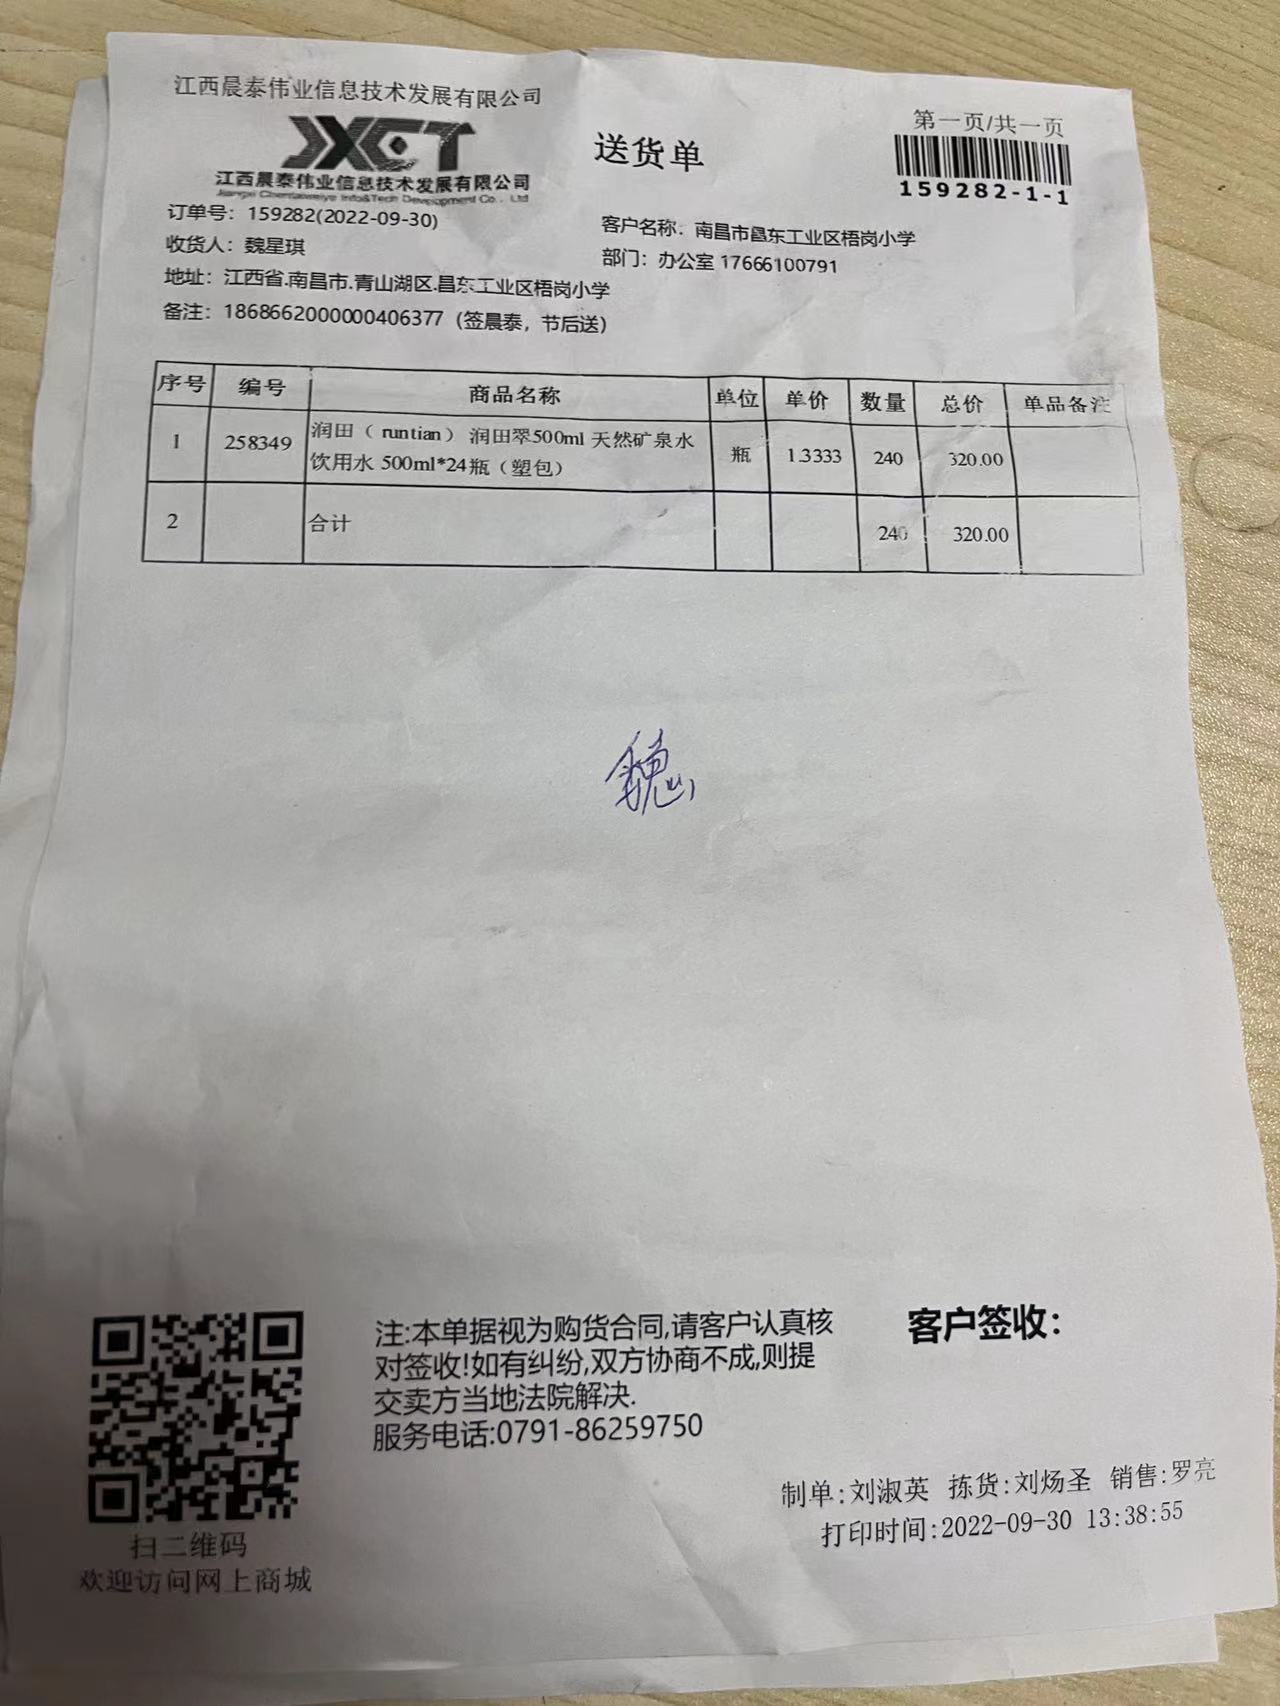 江西晨泰伟业信息技术发展有限公司
第一页/共一页
JXCT
送货单
江西晨泰伟业信息技术发展有限公司
Jiangxi Chentaiweiye Info&Tech Development Co., Ltd
159282-1-1
订单号：159282(2022-09-30)
客户名称：南昌市昌东工业区梧岗小学
收货人：魏星琪
部门：办公室 17666100791
地址：江西省.南昌市.青山湖区.昌东工业区梧岗小学
备注：1868662000000406377（签晨泰，节后送）
序号 编号 商品名称 单位 单价 数量 总价 单品备注
1 258349 润田（runtian） 润田翠500ml 天然矿泉水 瓶 1.3333 240 320.00
饮用水 500ml*24瓶（塑包）
2 合计 240 320.00
魏
注:本单据视为购货合同,请客户认真核
对签收!如有纠纷,双方协商不成,则提
交卖方当地法院解决.
服务电话:0791-86259750
客户签收：
制单:刘淑英 拣货:刘炀圣 销售:罗亮
打印时间:2022-09-30 13:38:55
扫二维码
欢迎访问网上商城